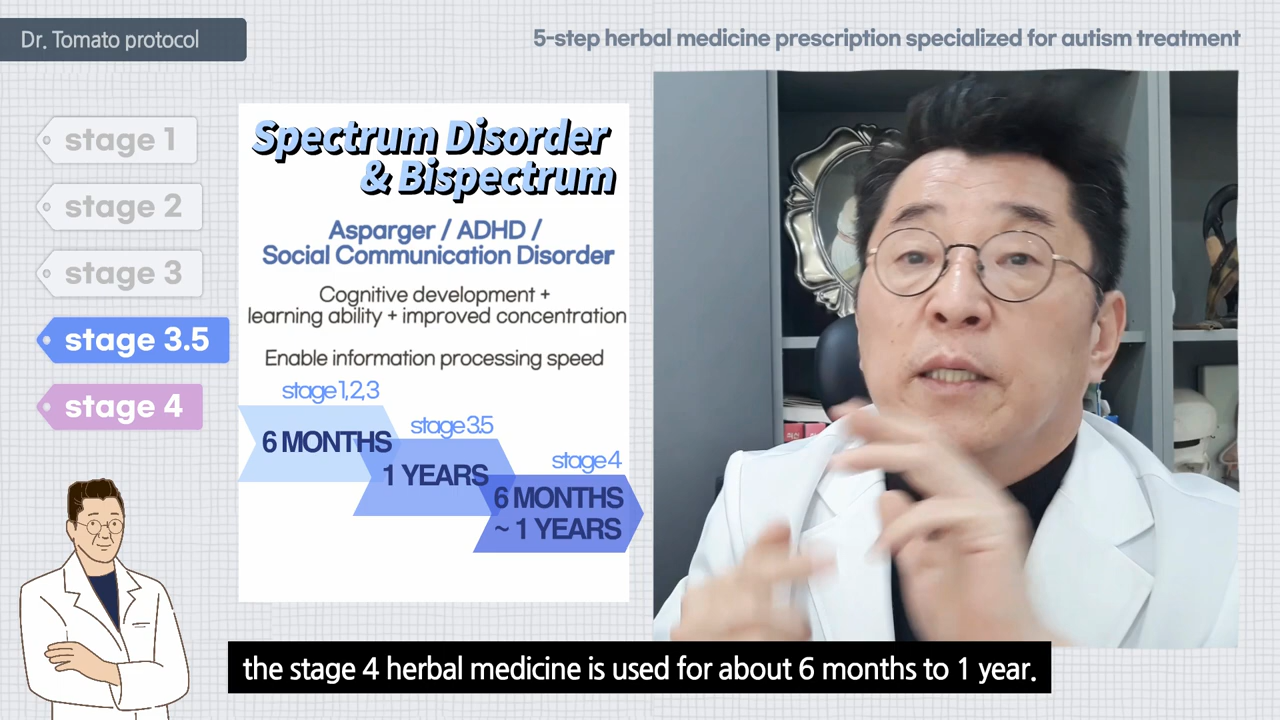 Dr. Tomato protocol
5-step herbal medicine prescription specialized for autism treatment
stage 1
stage 2
stage 3
stage 3.5
stage 4
Spectrum Disorder
& Bispectrum
Asparger / ADHD /
Social Communication Disorder
Cognitive development +
learning ability + improved concentration
Enable information processing speed
stage 1, 2, 3
6 MONTHS
stage 3.5
1 YEARS
stage 4
6 MONTHS
~ 1 YEARS
the stage 4 herbal medicine is used for about 6 months to 1 year.